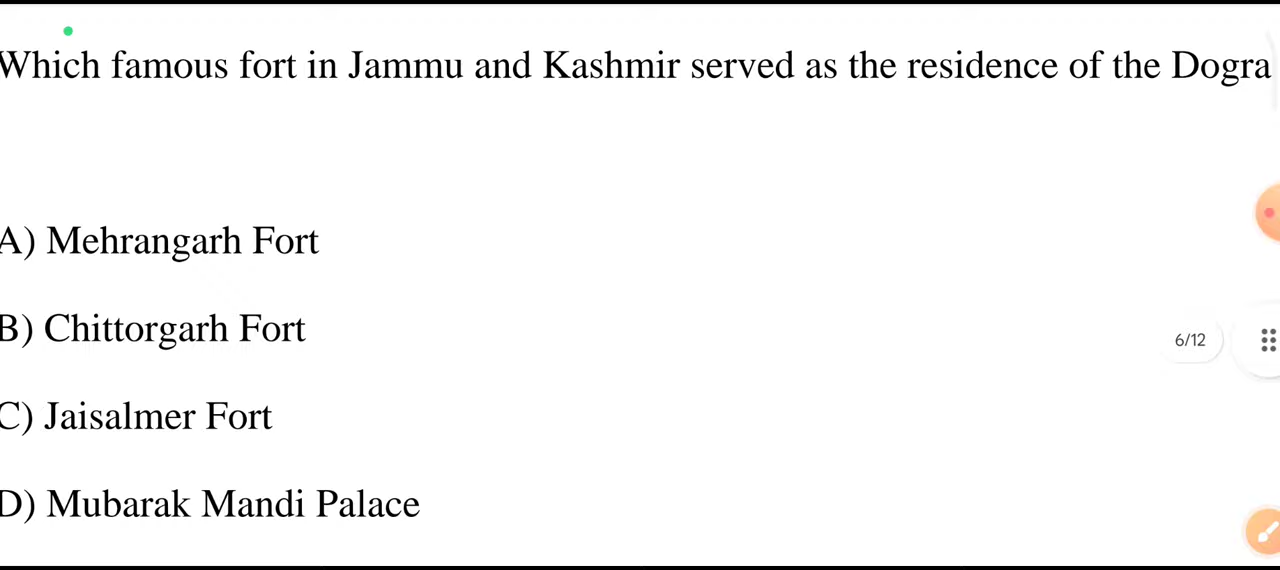 Which famous fort in Jammu and Kashmir served as the residence of the Dogra
A) Mehrangarh Fort
B) Chittorgarh Fort
6/12
C) Jaisalmer Fort
D) Mubarak Mandi Palace